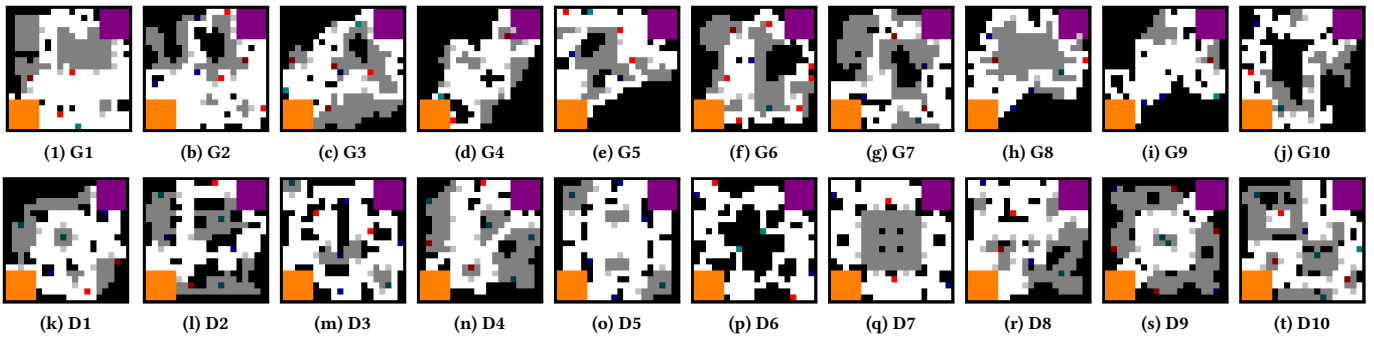 (1) G1 (b) G2 (c) G3 (d) G4 (e) G5 (f) G6 (g) G7 (h) G8 (i) G9 (j) G10
(k) D1 (l) D2 (m) D3 (n) D4 (o) D5 (p) D6 (q) D7 (r) D8 (s) D9 (t) D10